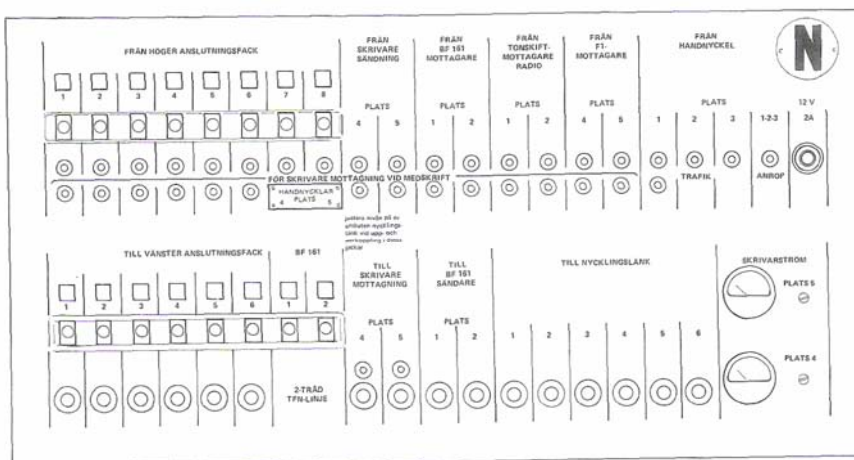 FRÅN HÖGER ANSLUTNINGSFACK
FRÅN
SKRIVARE
SÄNDNING
FRÅN
BF 161
MOTTAGARE
FRÅN
TONSKIFT-
MOTTAGARE
RADIO
FRÅN
F1-
MOTTAGARE
FRÅN
HANDNYCKEL
N
C
C
1 2 3 4 5 6 7 8
PLATS
4 5
PLATS
1 2
PLATS
1 2
PLATS
4 5
PLATS
1 2 3
1-2-3
12 V
2A
TRAFIK
ANROP
FÖR SKRIVARE MOTTAGNING VID MEDSKRIFT
HANDNYCKLAR
PLATS
4 5
länk vid upp- och
TILL VÄNSTER ANSLUTNINGSFACK
BF 161
TILL
SKRIVARE
MOTTAGNING
TILL
BF 161
SÄNDARE
TILL NYCKLINGSLÄNK
SKRIVARSTRÖM
1 2 3 4 5 6
1 2
PLATS
4 5
PLATS
1 2
1 2 3 4 5 6
PLATS 5
PLATS 4
2-TRÅD
TFN-LINJE